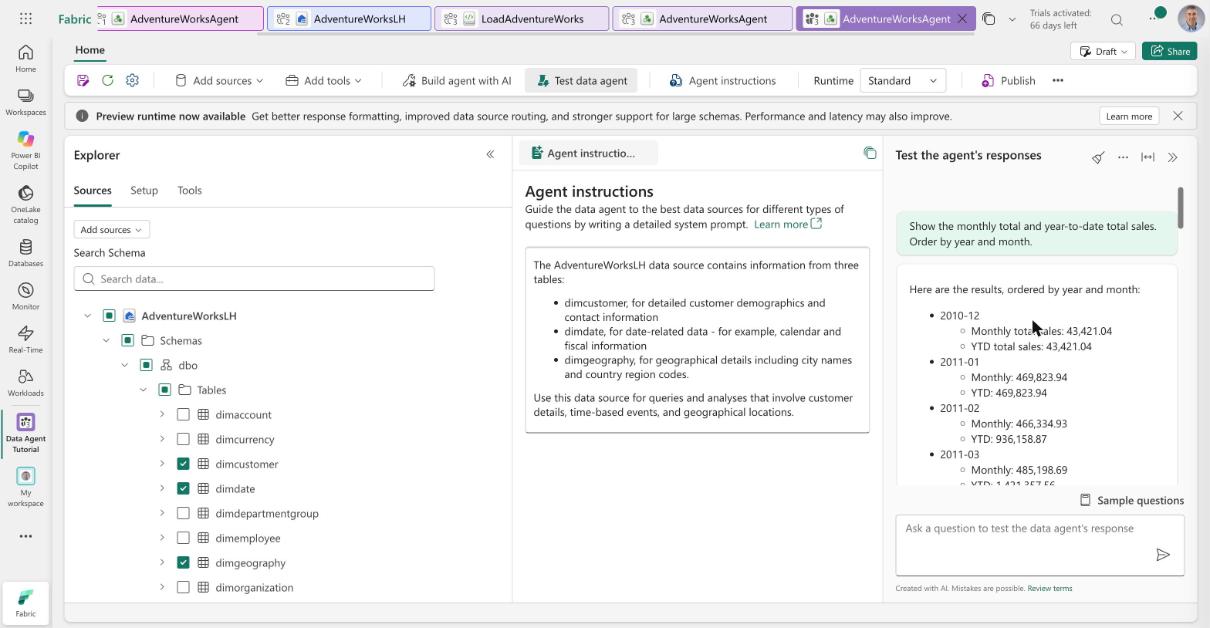 Fabric
AdventureWorksAgent
AdventureWorksLH
LoadAdventureWorks
AdventureWorksAgent
AdventureWorksAgent
Trials activated:
66 days left
Home
Draft
Share
Add sources
Add tools
Build agent with AI
Test data agent
Agent instructions
Runtime
Standard
Publish
Preview runtime now available Get better response formatting, improved data source routing, and stronger support for large schemas. Performance and latency may also improve.
Learn more
Home
Workspaces
Power BI
Copilot
OneLake
catalog
Databases
Monitor
Real-Time
Workloads
Data Agent
Tutorial
My
workspace
Fabric
Explorer
Sources
Setup
Tools
Add sources
Search Schema
Search data...
AdventureWorksLH
Schemas
dbo
Tables
dimaccount
dimcurrency
dimcustomer
dimdate
dimdepartmentgroup
dimemployee
dimgeography
dimorganization
Agent instructio...
Agent instructions
Guide the data agent to the best data sources for different types of
questions by writing a detailed system prompt. Learn more
The AdventureWorksLH data source contains information from three
tables:
dimcustomer, for detailed customer demographics and
contact information
dimdate, for date-related data - for example, calendar and
fiscal information
dimgeography, for geographical details including city names
and country region codes.
Use this data source for queries and analyses that involve customer
details, time-based events, and geographical locations.
Test the agent's responses
Show the monthly total and year-to-date total sales.
Order by year and month.
Here are the results, ordered by year and month:
2010-12
Monthly total sales: 43,421.04
YTD total sales: 43,421.04
2011-01
Monthly: 469,823.94
YTD: 469,823.94
2011-02
Monthly: 466,334.93
YTD: 936,158.87
2011-03
Monthly: 485,198.69
YTD: 1,421,357.56
Sample questions
Ask a question to test the data agent's response
Created with AI. Mistakes are possible. Review terms